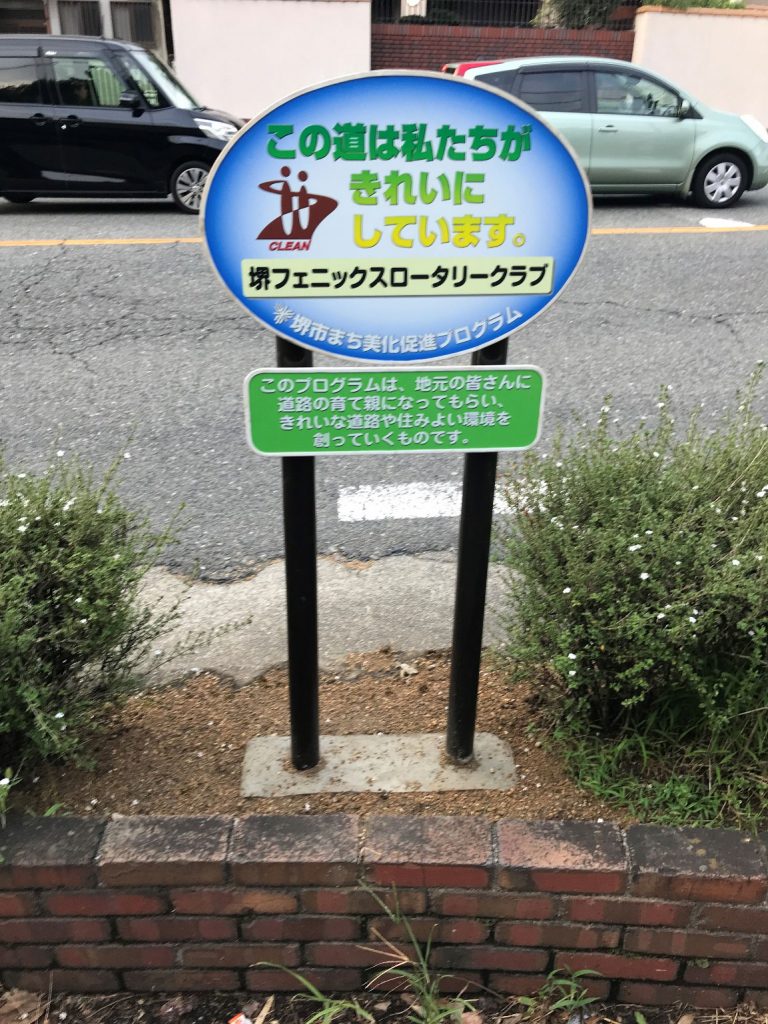 この道は私たちが
きれいに
しています。
CLEAN
堺フェニックスロータリークラブ
堺市まち美化促進プログラム
このプログラムは、地元の皆さんに
道路の育て親になってもらい、
きれいな道路や住みよい環境を
創っていくものです。